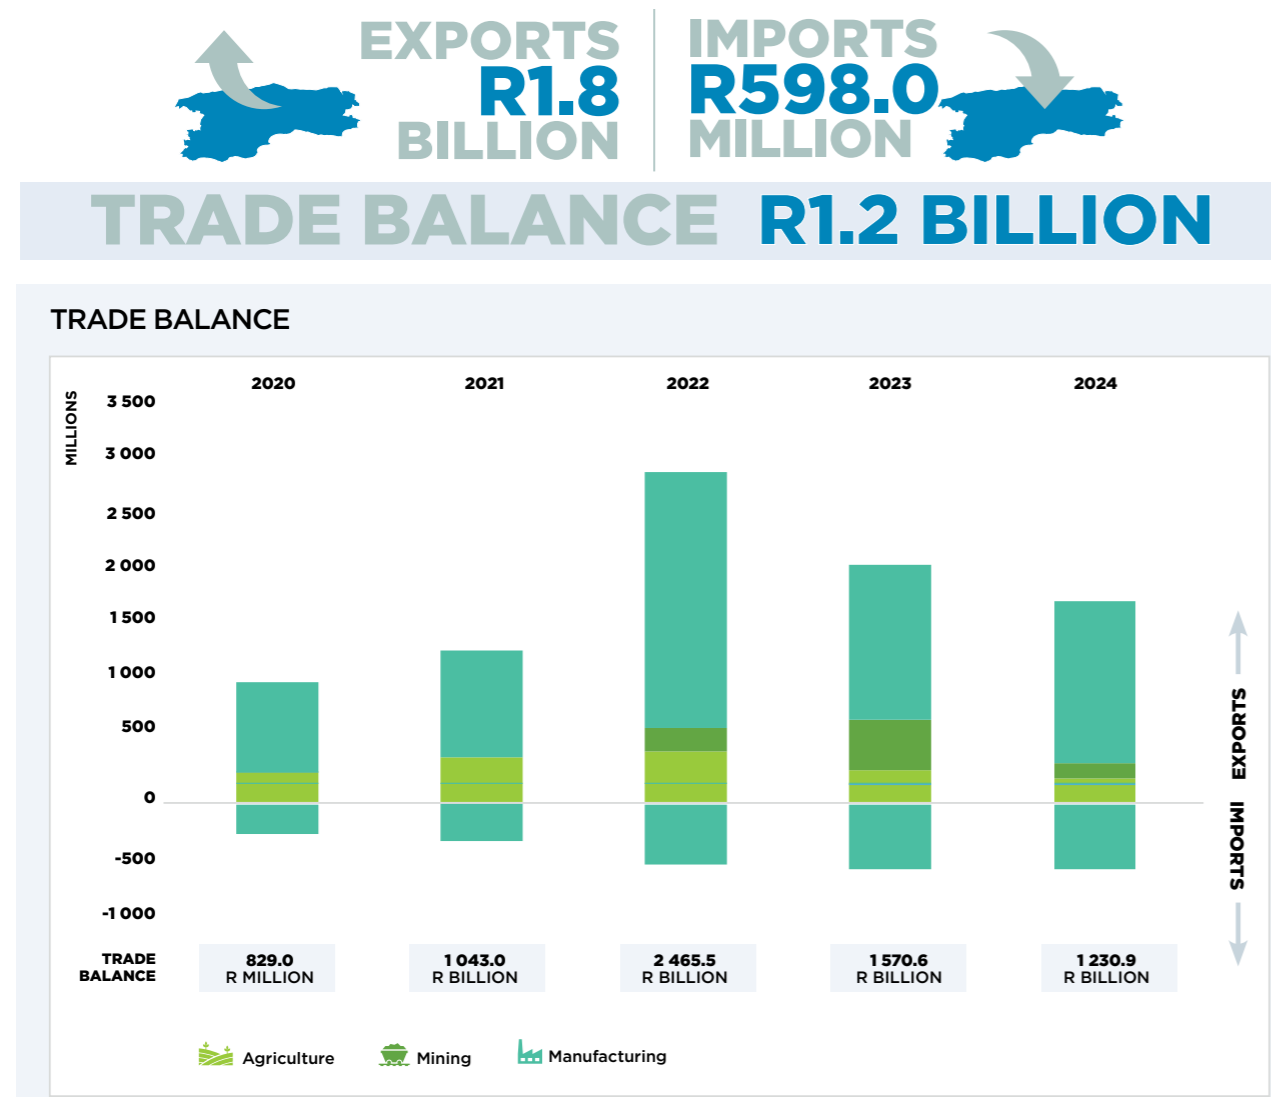 EXPORTS
R1.8
BILLION
IMPORTS
R598.0
MILLION
TRADE BALANCE R1.2 BILLION
TRADE BALANCE
MILLIONS
2020 2021 2022 2023 2024
3 500
3 000
2 500
2 000
1 500
1 000
500
0
-500
-1 000
EXPORTS
IMPORTS
TRADE BALANCE
829.0 R MILLION
1 043.0 R BILLION
2 465.5 R BILLION
1 570.6 R BILLION
1 230.9 R BILLION
Agriculture Mining Manufacturing